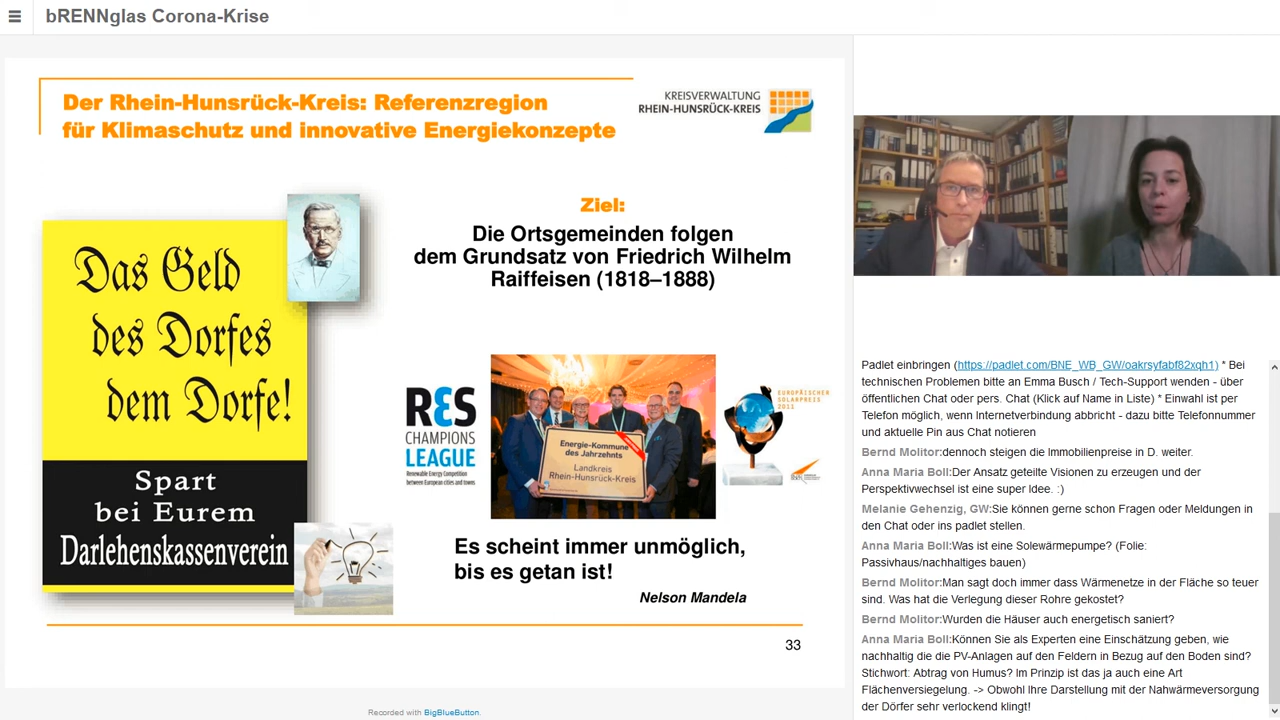 bRENNglas Corona-Krise
Der Rhein-Hunsrück-Kreis: Referenzregion
für Klimaschutz und innovative Energiekonzepte
KREISVERWALTUNG
RHEIN-HUNSRÜCK-KREIS
Das Geld
des Dorfes
dem Dorfe!
Spart
bei Eurem
Darlehenskassenverein
Ziel:
Die Ortsgemeinden folgen
dem Grundsatz von Friedrich Wilhelm
Raiffeisen (1818–1888)
RES
CHAMPIONS
LEAGUE
Renewable Energy Competition
between European cities and towns
Energie-Kommune
des Jahrzehnts
Landkreis
Rhein-Hunsrück-Kreis
EUROPÄISCHER
SOLARPREIS
2011
Es scheint immer unmöglich,
bis es getan ist!
Nelson Mandela
33
Recorded with BigBlueButton.
Padlet einbringen (https://padlet.com/BNE_WB_GW/oakrsyfabf82xqh1) * Bei
technischen Problemen bitte an Emma Busch / Tech-Support wenden - über
öffentlichen Chat oder pers. Chat (Klick auf Name in Liste) * Einwahl ist per
Telefon möglich, wenn Internetverbindung abbricht - dazu bitte Telefonnummer
und aktuelle Pin aus Chat notieren
Bernd Molitor:dennoch steigen die Immobilienpreise in D. weiter.
Anna Maria Boll:Der Ansatz geteilte Visionen zu erzeugen und der
Perspektivwechsel ist eine super Idee. :)
Melanie Gehenzig, GW:Sie können gerne schon Fragen oder Meldungen in
den Chat oder ins padlet stellen.
Anna Maria Boll:Was ist eine Solewärmepumpe? (Folie:
Passivhaus/nachhaltiges bauen)
Bernd Molitor:Man sagt doch immer dass Wärmenetze in der Fläche so teuer
sind. Was hat die Verlegung dieser Rohre gekostet?
Bernd Molitor:Wurden die Häuser auch energetisch saniert?
Anna Maria Boll:Können Sie als Experten eine Einschätzung geben, wie
nachhaltig die die PV-Anlagen auf den Feldern in Bezug auf den Boden sind?
Stichwort: Abtrag von Humus? Im Prinzip ist das ja auch eine Art
Flächenversiegelung. -> Obwohl Ihre Darstellung mit der Nahwärmeversorgung
der Dörfer sehr verlockend klingt!